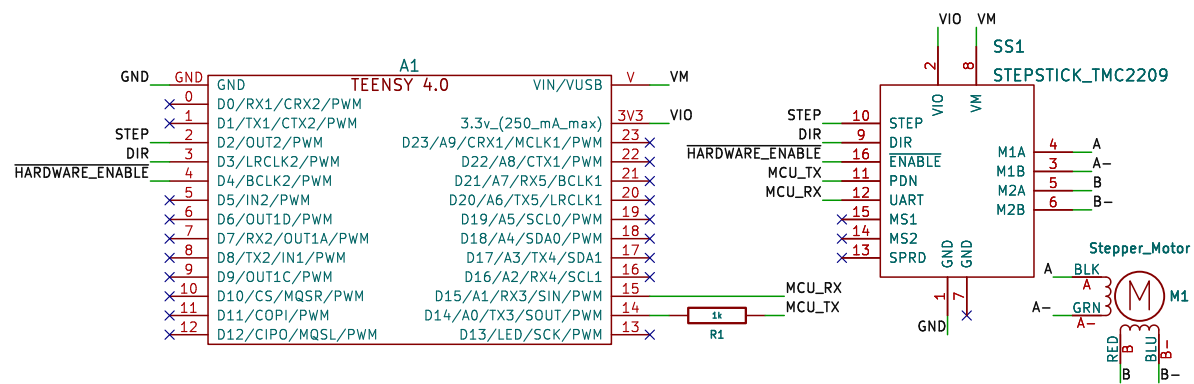 VIO VM
SS1
STEPSTICK_TMC2209
2 8
VIO VM
A1
TEENSY 4.0
GND GND GND VIN/VUSB V VM
0 D0/RX1/CRX2/PWM
1 D1/TX1/CTX2/PWM 3.3v_(250_mA_max) 3V3 VIO
STEP 2 D2/OUT2/PWM D23/A9/CRX1/MCLK1/PWM 23
DIR 3 D3/LRCLK2/PWM D22/A8/CTX1/PWM 22
HARDWARE_ENABLE 4 D4/BCLK2/PWM D21/A7/RX5/BCLK1 21
5 D5/IN2/PWM D20/A6/TX5/LRCLK1 20
6 D6/OUT1D/PWM D19/A5/SCL0/PWM 19
7 D7/RX2/OUT1A/PWM D18/A4/SDA0/PWM 18
8 D8/TX2/IN1/PWM D17/A3/TX4/SDA1 17
9 D9/OUT1C/PWM D16/A2/RX4/SCL1 16
10 D10/CS/MQSR/PWM D15/A1/RX3/SIN/PWM 15 MCU_RX
11 D11/COPI/PWM D14/A0/TX3/SOUT/PWM 14 1k MCU_TX
12 D12/CIPO/MQSL/PWM D13/LED/SCK/PWM 13 R1
STEP 10 STEP
DIR 9 DIR
HARDWARE_ENABLE 16 ENABLE M1A 4 A
MCU_TX 11 PDN M1B 3 A-
MCU_RX 12 UART M2A 5 B
15 MS1 M2B 6 B-
14 MS2
13 SPRD
GND GND
1 7
GND
Stepper_Motor
A BLK
A
M M1
A- GRN
A-
RED B BLU B-
B B-